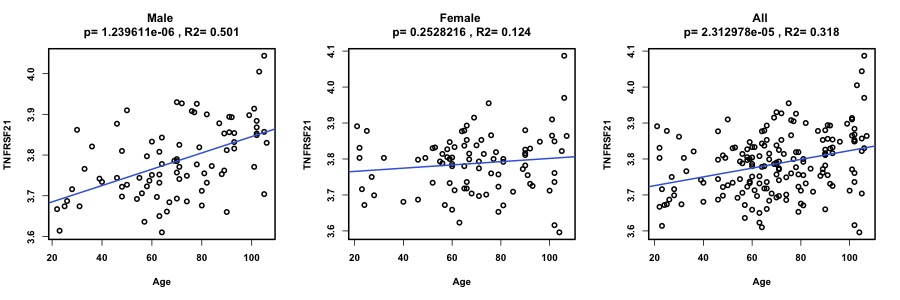 Male
p= 1.239611e-06 , R2= 0.501
TNFRSF21
4.0
3.9
3.8
3.7
3.6
20 40 60 80 100
Age
Female
p= 0.2528216 , R2= 0.124
TNFRSF21
4.1
4.0
3.9
3.8
3.7
3.6
20 40 60 80 100
Age
All
p= 2.312978e-05 , R2= 0.318
TNFRSF21
4.1
4.0
3.9
3.8
3.7
3.6
20 40 60 80 100
Age